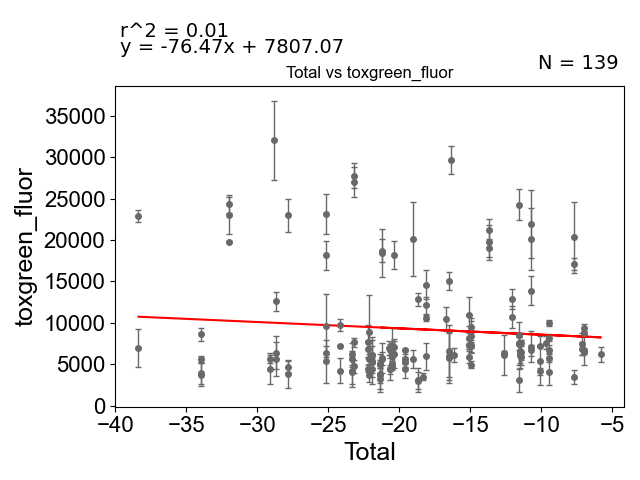 r^2 = 0.01
y = -76.47x + 7807.07
N = 139
Total vs toxgreen_fluor
35000
30000
25000
20000
15000
10000
5000
0
toxgreen_fluor
−40 −35 −30 −25 −20 −15 −10 −5
Total